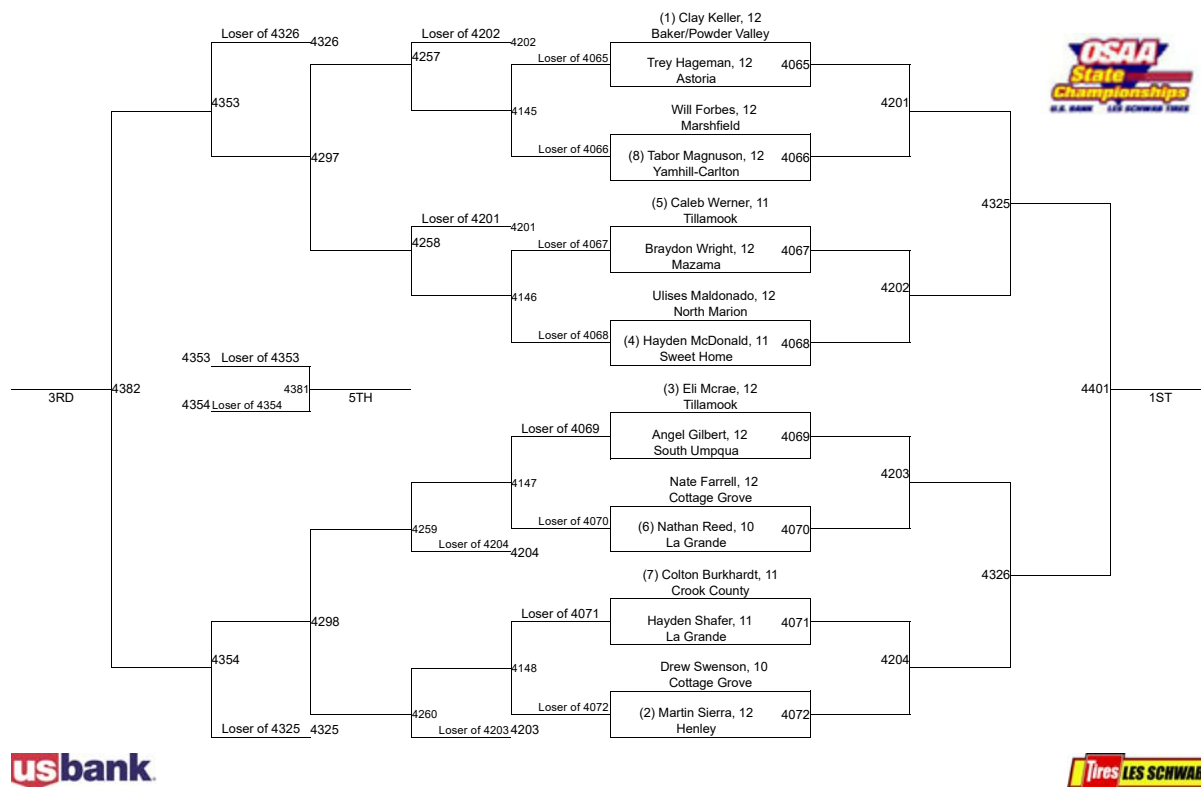 (1) Clay Keller, 12
Baker/Powder Valley
Loser of 4326
4326
Loser of 4202
4202
4257
Loser of 4065
Trey Hageman, 12
4065
Astoria
OSAA
State
Championships
U.S. BANK LES SCHWAB TIRES
4353
4145
Will Forbes, 12
Marshfield
4201
4297
Loser of 4066
(8) Tabor Magnuson, 12
4066
Yamhill-Carlton
(5) Caleb Werner, 11
Tillamook
4325
Loser of 4201
4201
4258
Loser of 4067
Braydon Wright, 12
4067
Mazama
4146
Ulises Maldonado, 12
North Marion
4202
Loser of 4068
(4) Hayden McDonald, 11
4068
Sweet Home
4353
Loser of 4353
4382
4381
3RD
5TH
4354
Loser of 4354
(3) Eli Mcrae, 12
Tillamook
4401
1ST
Loser of 4069
Angel Gilbert, 12
4069
South Umpqua
4147
Nate Farrell, 12
Cottage Grove
4203
4259
Loser of 4070
(6) Nathan Reed, 10
4070
La Grande
Loser of 4204
4204
(7) Colton Burkhardt, 11
Crook County
4326
4298
Loser of 4071
Hayden Shafer, 11
4071
La Grande
4354
4148
Drew Swenson, 10
Cottage Grove
4204
4260
Loser of 4072
(2) Martin Sierra, 12
4072
Henley
Loser of 4325
4325
Loser of 4203
4203
usbank.
Tires LES SCHWAB